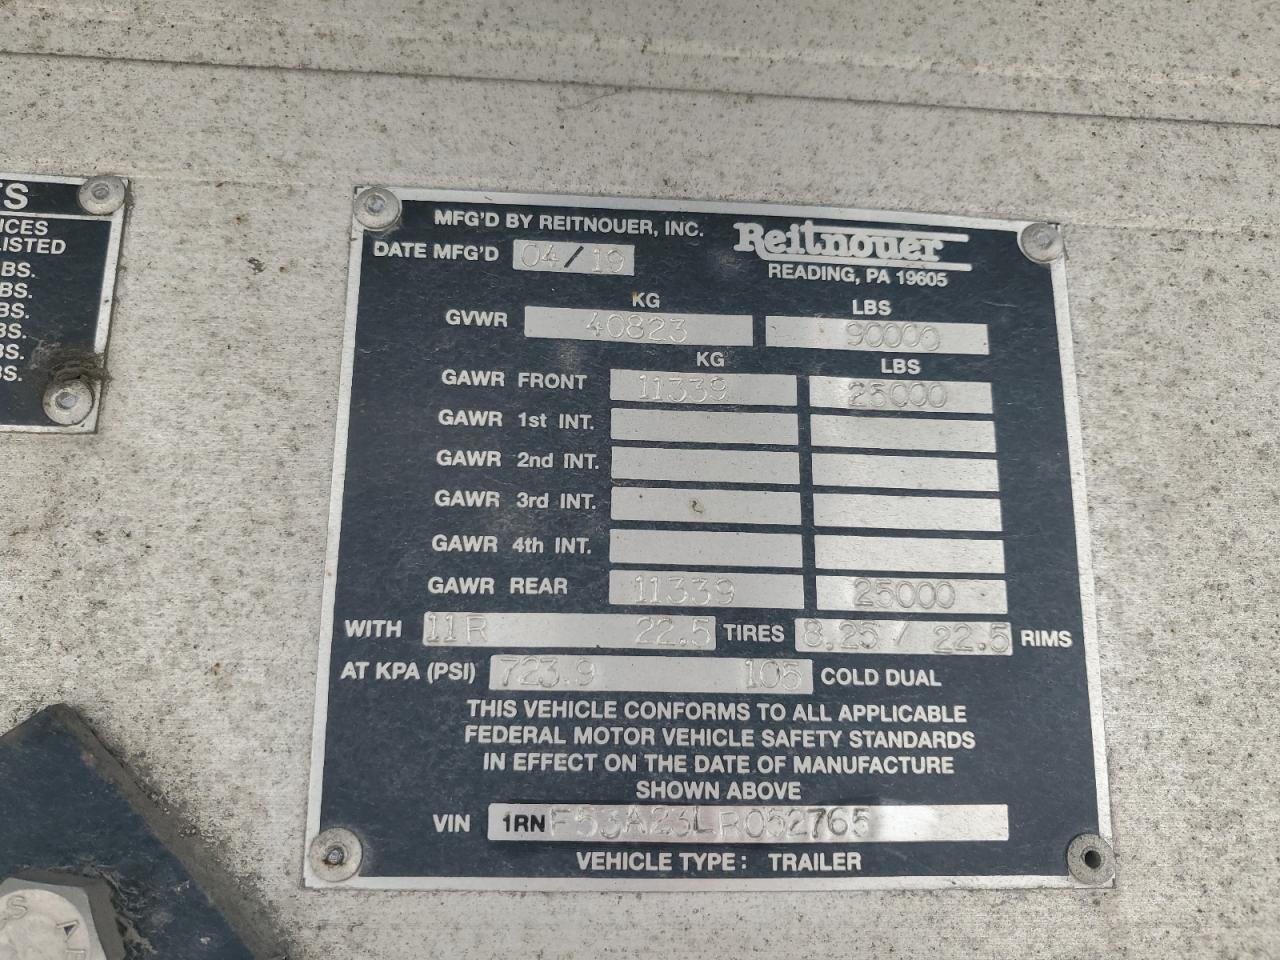 TS
ICES
LISTED
BS.
BS.
BS.
BS.
BS.
BS.
MFG'D BY REITNOUER, INC.
Reitnouer
DATE MFG'D 04/19
READING, PA 19605
KG LBS
GVWR 40823 90000
KG LBS
GAWR FRONT 11339 25000
GAWR 1st INT.
GAWR 2nd INT.
GAWR 3rd INT.
GAWR 4th INT.
GAWR REAR 11339 25000
WITH 11R 22.5 TIRES 8.25 / 22.5 RIMS
AT KPA (PSI) 723.9 105 COLD DUAL
THIS VEHICLE CONFORMS TO ALL APPLICABLE
FEDERAL MOTOR VEHICLE SAFETY STANDARDS
IN EFFECT ON THE DATE OF MANUFACTURE
SHOWN ABOVE
VIN 1RNF53A23LR052765
VEHICLE TYPE: TRAILER